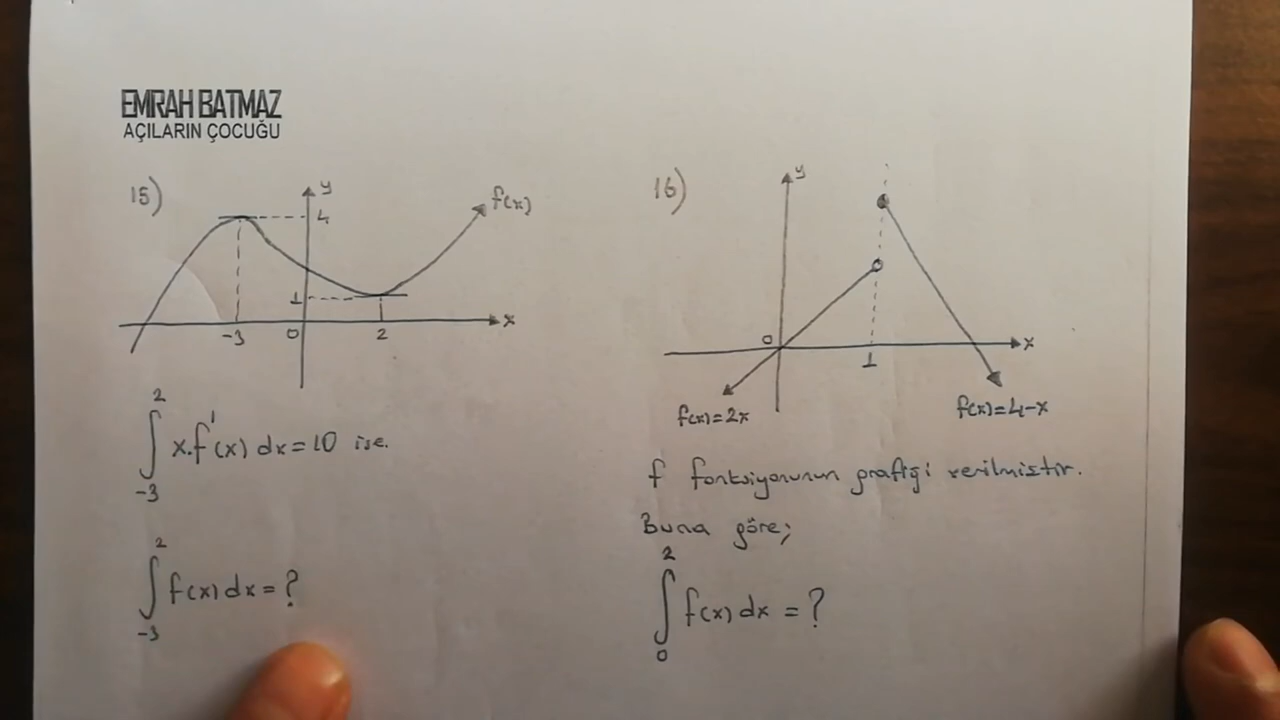 EMRAH BATMAZ
AÇILARIN ÇOCUĞU
15)
y
4
f(x)
1
-3
0
2
x
2
∫ x.f'(x) dx = 10 ise.
-3
2
∫ f(x) dx = ?
-3
16)
y
0
1
x
f(x)=2x
f(x)=4-x
f fonksiyonunun grafiği verilmiştir.
Buna göre;
2
∫ f(x) dx = ?
0